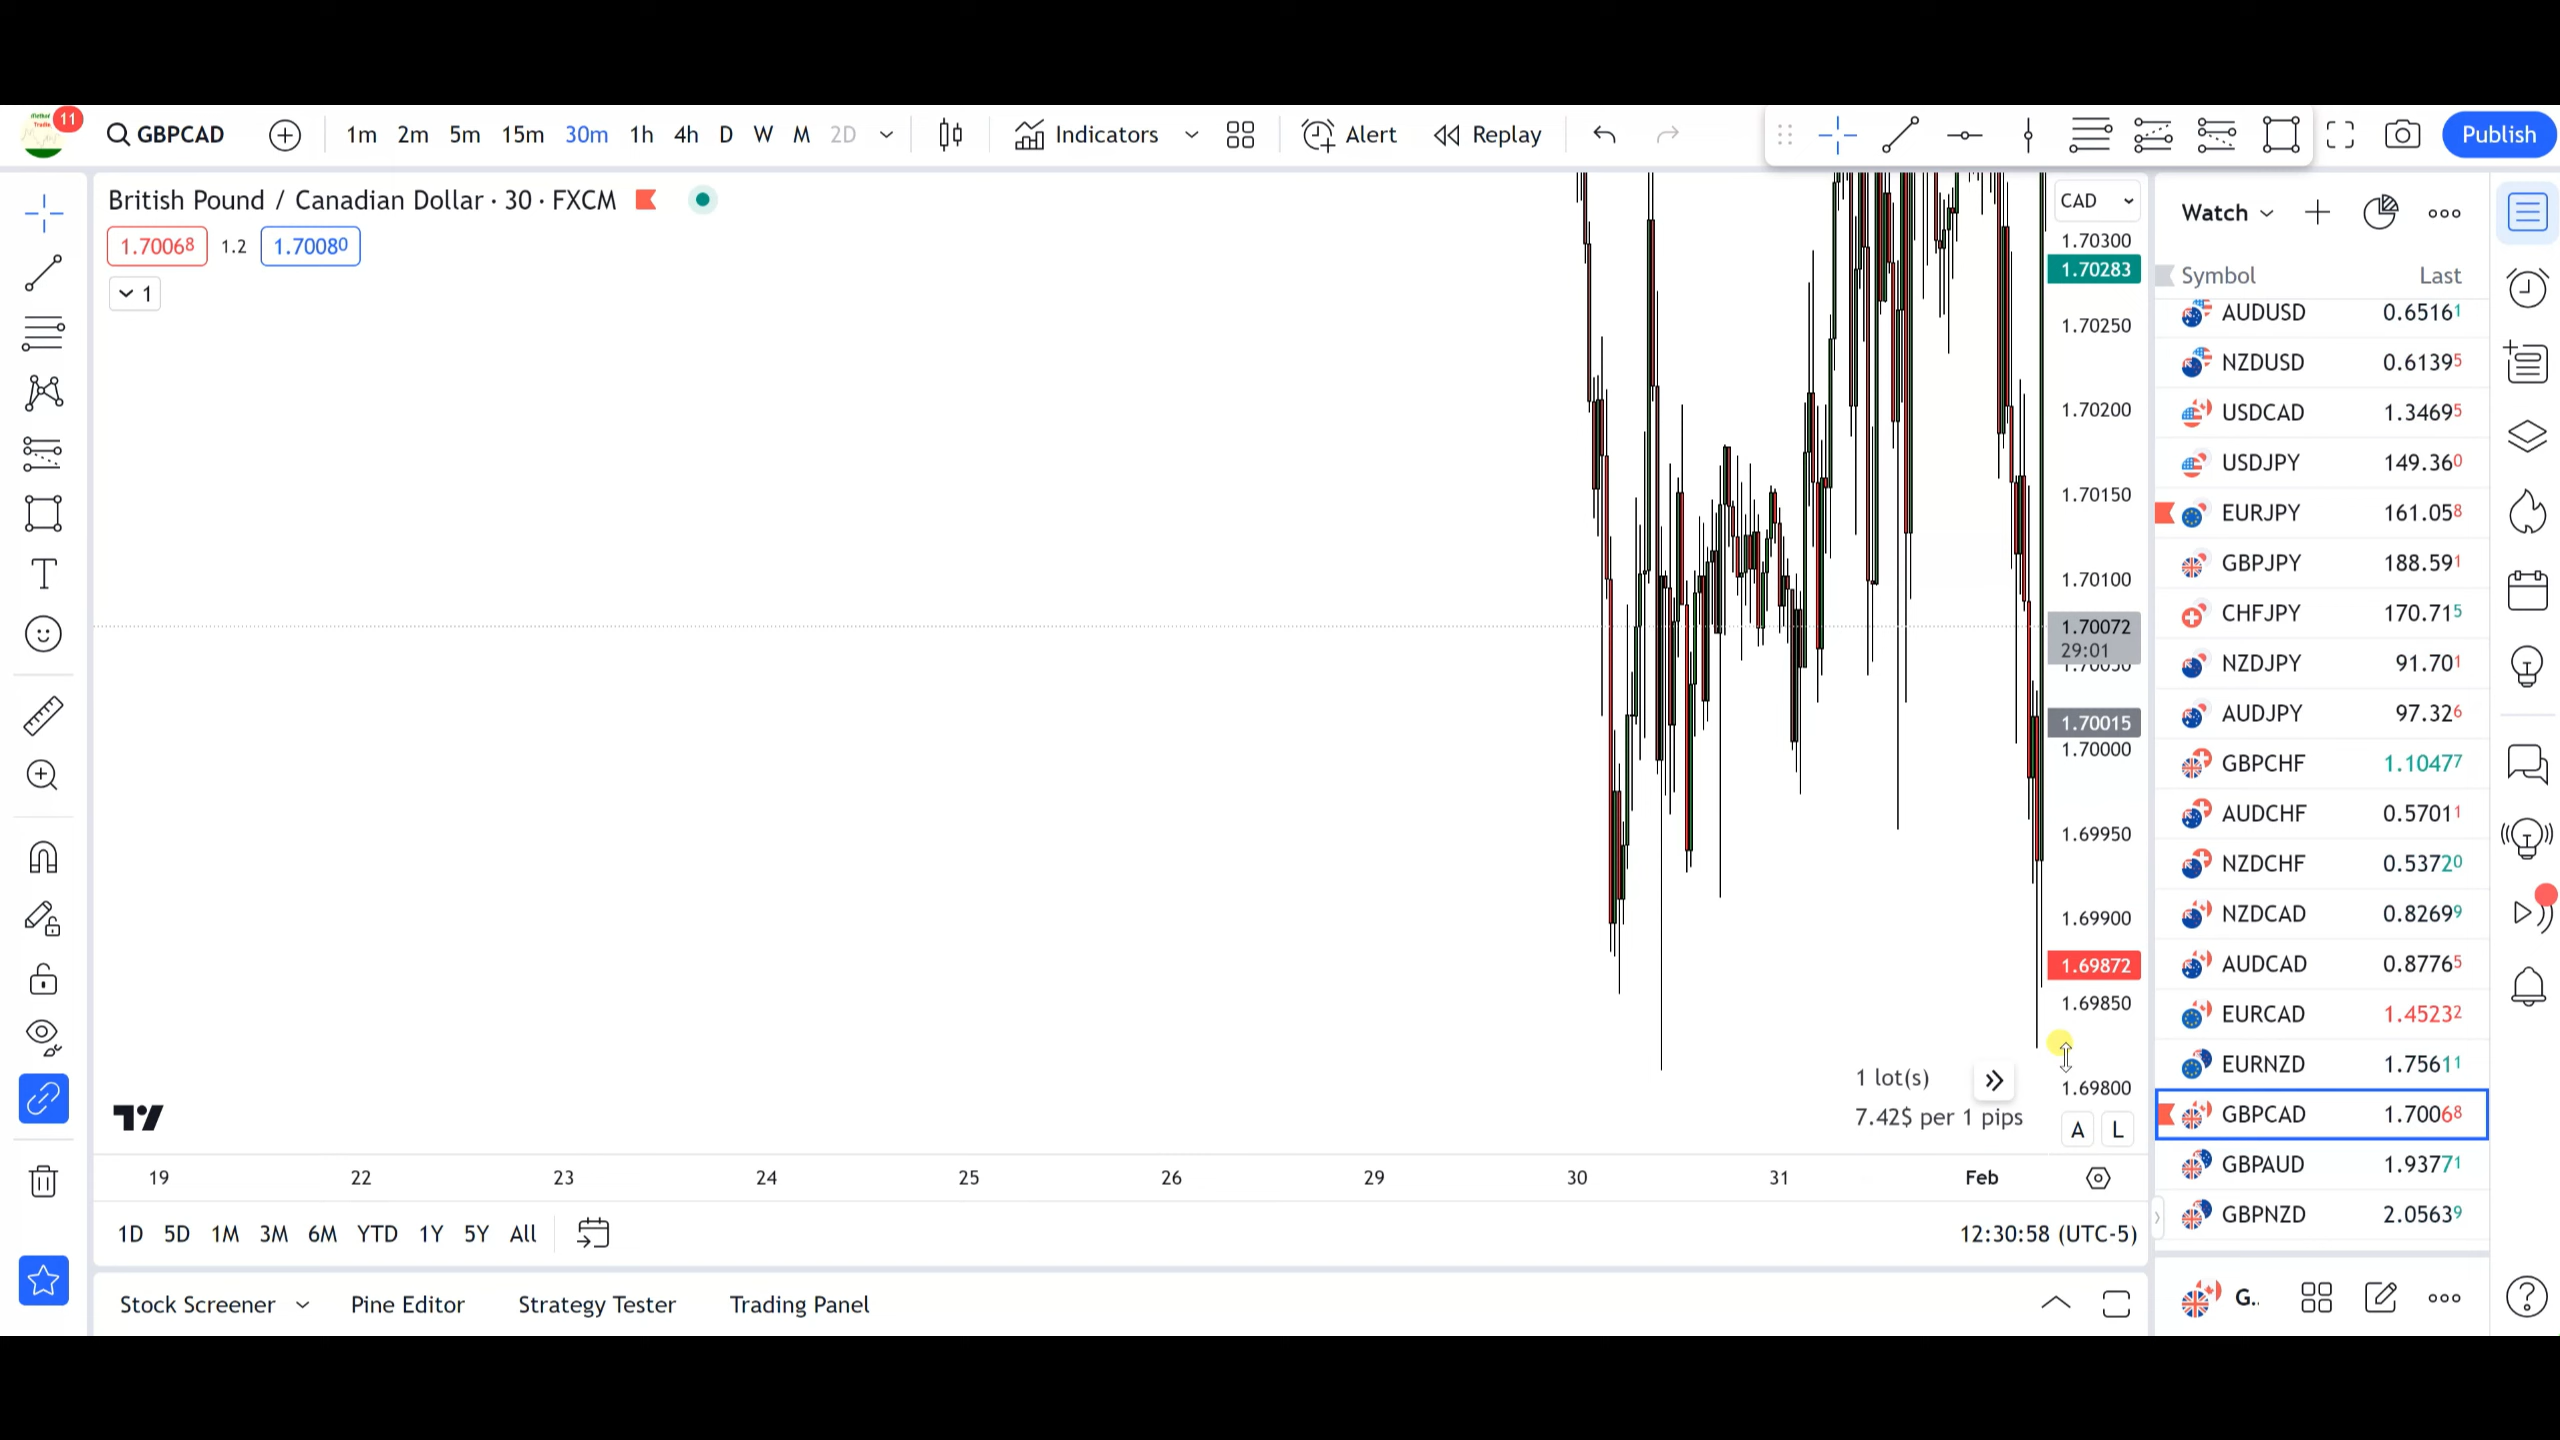 11
GBPCAD
1m 2m 5m 15m 30m 1h 4h D W M 2D
Indicators
Alert
Replay
Publish
British Pound / Canadian Dollar · 30 · FXCM
1.70068 1.2 1.70080
1
CAD
1.70300
1.70283
1.70250
1.70200
1.70150
1.70100
1.70072
29:01
1.70050
1.70015
1.70000
1.69950
1.69900
1.69872
1.69850
1.69800
1 lot(s)
7.42$ per 1 pips
A L
19 22 23 24 25 26 29 30 31 Feb
1D 5D 1M 3M 6M YTD 1Y 5Y All
12:30:58 (UTC-5)
Stock Screener Pine Editor Strategy Tester Trading Panel
Watch
Symbol Last
AUDUSD 0.65161
NZDUSD 0.61395
USDCAD 1.34695
USDJPY 149.360
EURJPY 161.058
GBPJPY 188.591
CHFJPY 170.715
NZDJPY 91.701
AUDJPY 97.326
GBPCHF 1.10477
AUDCHF 0.57011
NZDCHF 0.53720
NZDCAD 0.82699
AUDCAD 0.87765
EURCAD 1.45232
EURNZD 1.75611
GBPCAD 1.70068
GBPAUD 1.93771
GBPNZD 2.05639
G..